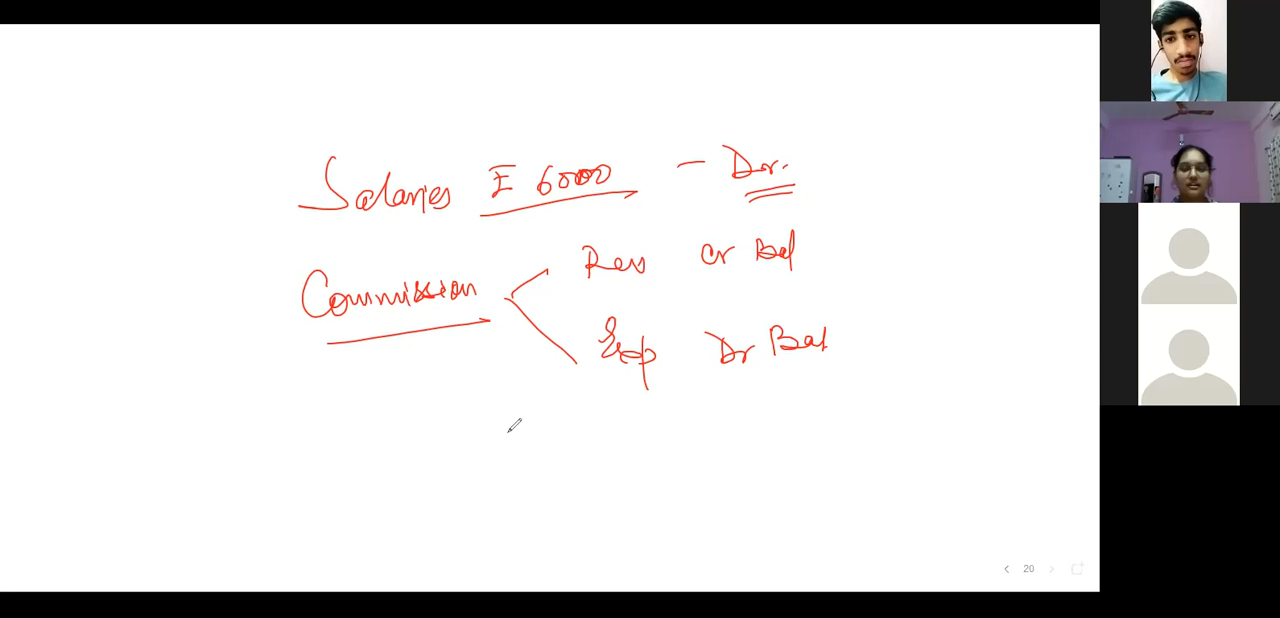 Salaries E 6000 - Dr.
Commission
Rev Cr Bal
Exp Dr Bal
20